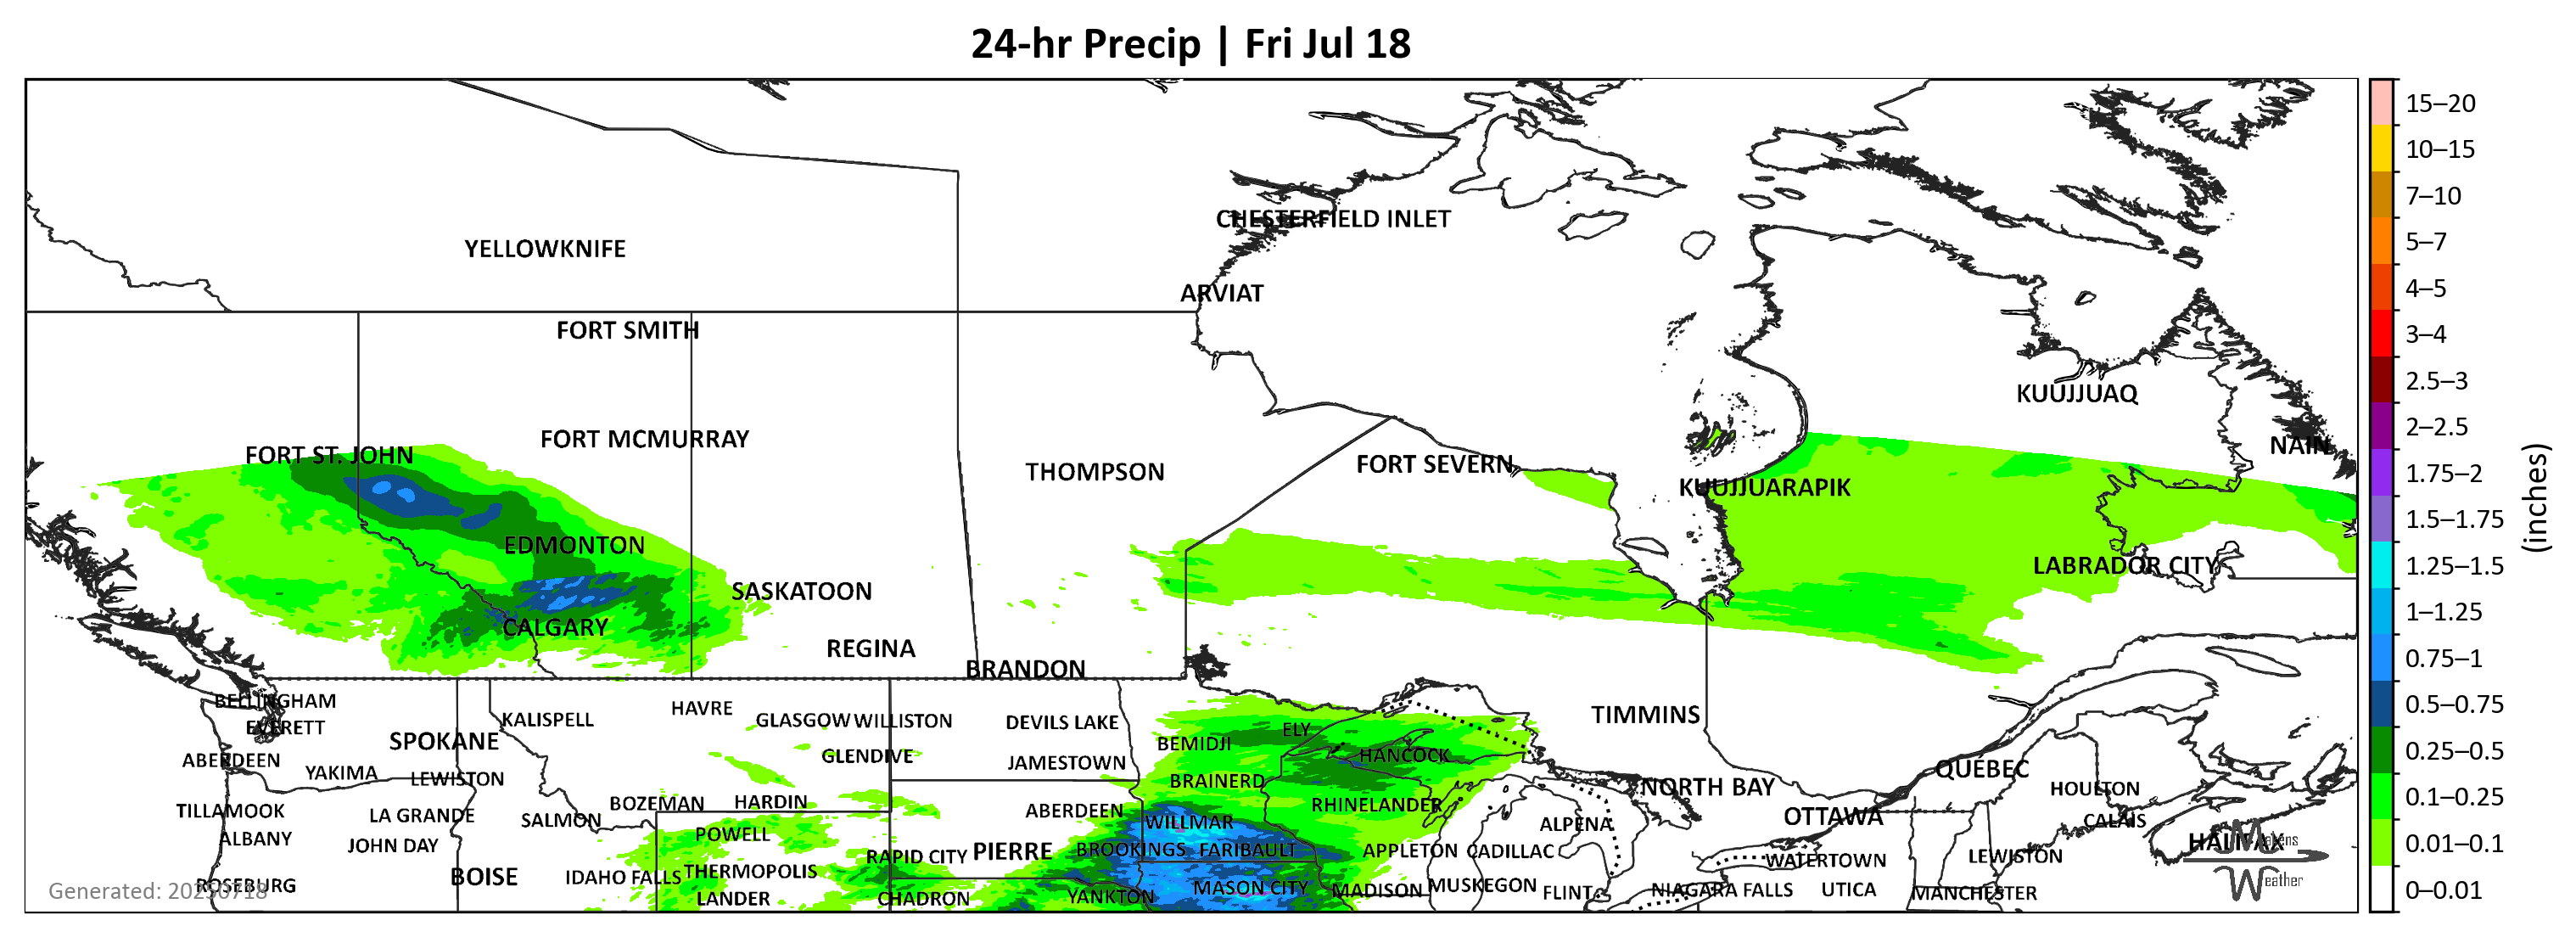 24-hr Precip | Fri Jul 18
CHESTERFIELD INLET
YELLOWKNIFE
ARVIAT
FORT SMITH
KUUJJUAQ
FORT MCMURRAY
NAIN
FORT ST. JOHN
FORT SEVERN
THOMPSON
KUUJJUARAPIK
EDMONTON
LABRADOR CITY
SASKATOON
CALGARY
REGINA
BRANDON
BELLINGHAM
HAVRE
TIMMINS
KALISPELL
GLASGOW WILLISTON
DEVILS LAKE
EVERETT
ELY
SPOKANE
BEMIDJI
GLENDIVE
HANCOCK
ABERDEEN
JAMESTOWN
QUÉBEC
YAKIMA
LEWISTON
BRAINERD
NORTH BAY
HOULTON
BOZEMAN
HARDIN
RHINELANDER
TILLAMOOK
LA GRANDE
SALMON
ABERDEEN
WILLMAR
ALPENA
OTTAWA
CALAIS
ALBANY
JOHN DAY
POWELL
HALIFAX
Makens
RAPID CITY
PIERRE
BROOKINGS
FARIBAULT
APPLETON
CADILLAC
WATERTOWN
LEWISTON
BOISE
IDAHO FALLS
THERMOPOLIS
Weather
ROSEBURG
Generated: 20250718
LANDER
CHADRON
YANKTON
MASON CITY
MADISON
MUSKEGON
FLINT
NIAGARA FALLS
UTICA
MANCHESTER
15–20
10–15
7–10
5–7
4–5
3–4
2.5–3
2–2.5
1.75–2
1.5–1.75
1.25–1.5
1–1.25
0.75–1
0.5–0.75
0.25–0.5
0.1–0.25
0.01–0.1
0–0.01
(inches)